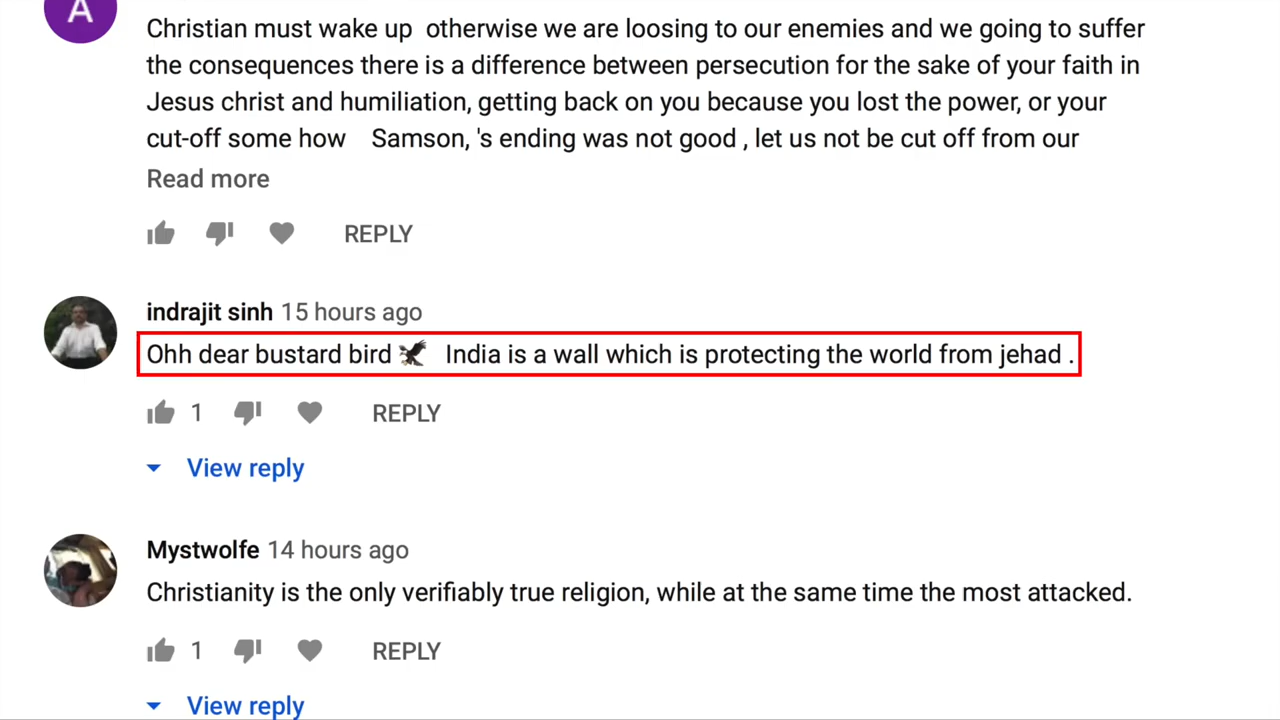 A
Christian must wake up  otherwise we are loosing to our enemies and we going to suffer
the consequences there is a difference between persecution for the sake of your faith in
Jesus christ and humiliation, getting back on you because you lost the power, or your
cut-off some how    Samson, 's ending was not good , let us not be cut off from our
Read more
REPLY
indrajit sinh 15 hours ago
Ohh dear bustard bird 🦅   India is a wall which is protecting the world from jehad .
1 REPLY
View reply
Mystwolfe 14 hours ago
Christianity is the only verifiably true religion, while at the same time the most attacked.
1 REPLY
View reply